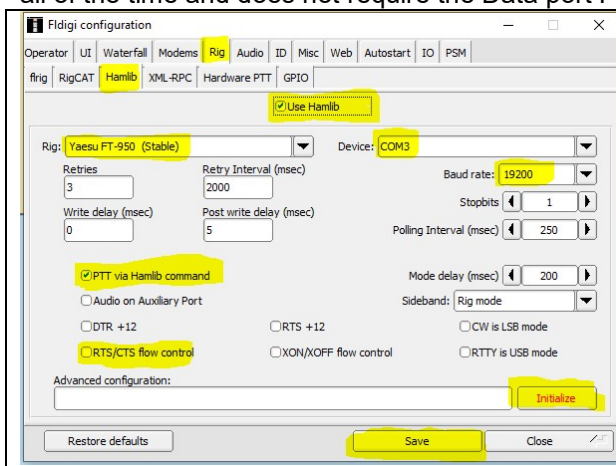 all of the time and does not require the Data port
Fldigi configuration
Operator UI Waterfall Modems Rig Audio ID Misc Web Autostart IO PSM
flrig RigCAT Hamlib XML-RPC Hardware PTT GPIO
Use Hamlib
Rig: Yaesu FT-950 (Stable) Device: COM3
Retries Retry Interval (msec) Baud rate: 19200
3 2000
Stopbits 1
Write delay (msec) Post write delay (msec)
0 5 Polling Interval (msec) 250
PTT via Hamlib command Mode delay (msec) 200
Audio on Auxiliary Port Sideband: Rig mode
DTR +12 RTS +12 CW is LSB mode
RTS/CTS flow control XON/XOFF flow control RTTY is USB mode
Advanced configuration:
Initialize
Restore defaults Save Close